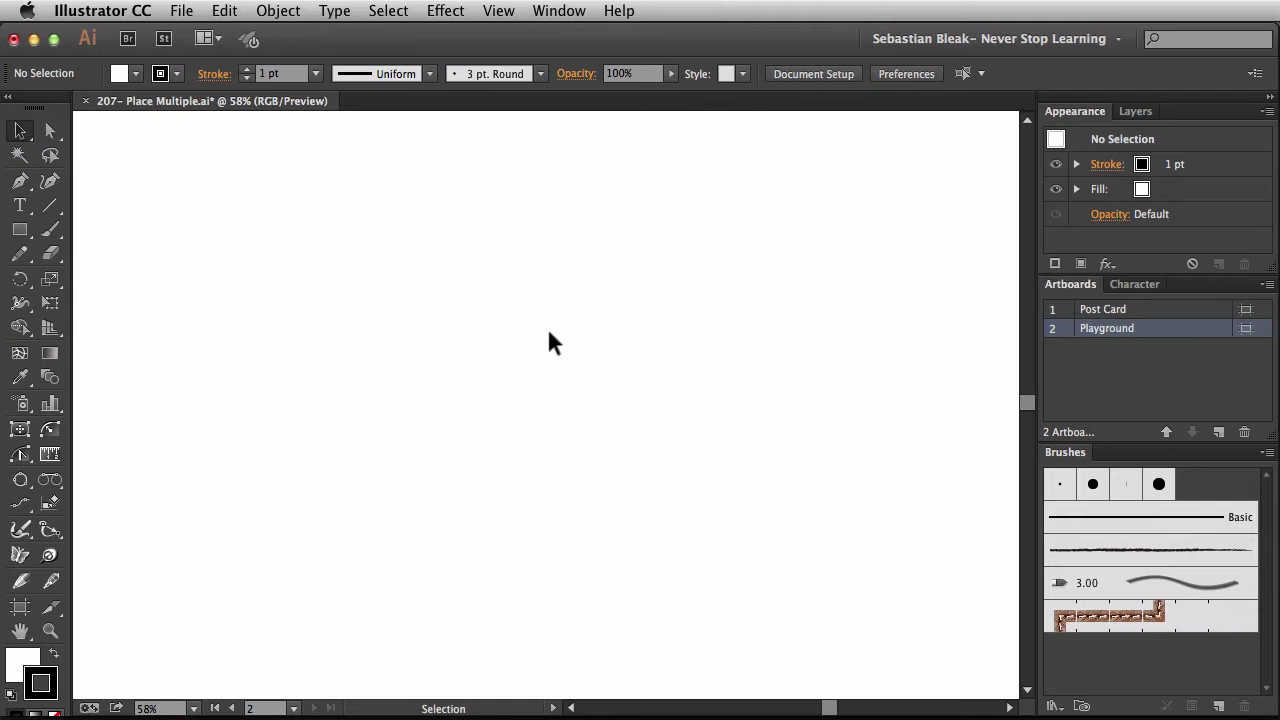 Illustrator CC File Edit Object Type Select Effect View Window Help
Ai Br St Sebastian Bleak- Never Stop Learning
No Selection Stroke: 1 pt Uniform 3 pt. Round Opacity: 100% Style: Document Setup Preferences
207- Place Multiple.ai* @ 58% (RGB/Preview)
Appearance Layers
No Selection
Stroke: 1 pt
Fill:
Opacity: Default
fx
Artboards Character
1 Post Card
2 Playground
2 Artboa...
Brushes
Basic
3.00
T
58% 2 Selection